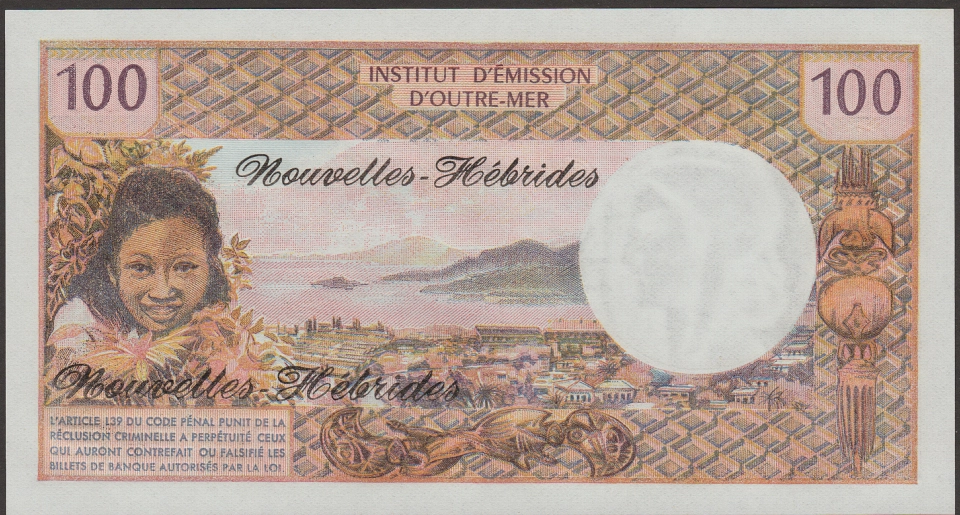 100
INSTITUT D'ÉMISSION
D'OUTRE-MER
100
Nouvelles-Hébrides
Nouvelles-Hébrides
L'ARTICLE 139 DU CODE PÉNAL PUNIT DE LA
RÉCLUSION CRIMINELLE A PERPÉTUITÉ CEUX
QUI AURONT CONTREFAIT OU FALSIFIÉ LES
BILLETS DE BANQUE AUTORISÉS PAR LA LOI.